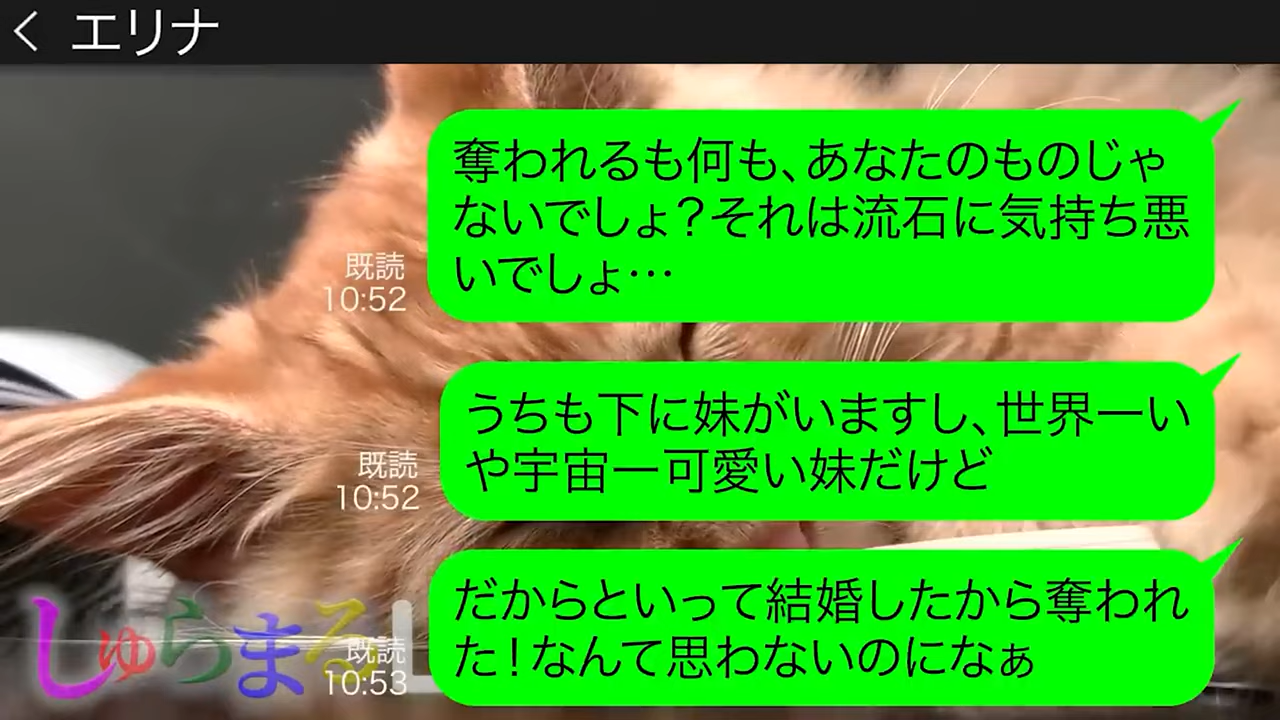 < エリナ
奪われるも何も、あなたのものじゃ
ないでしょ？それは流石に気持ち悪
いでしょ…
既読
10:52
うちも下に妹がいますし、世界一い
や宇宙一可愛い妹だけど
既読
10:52
だからといって結婚したから奪われ
た！なんて思わないのになぁ
既読
10:53
しゅらまるL